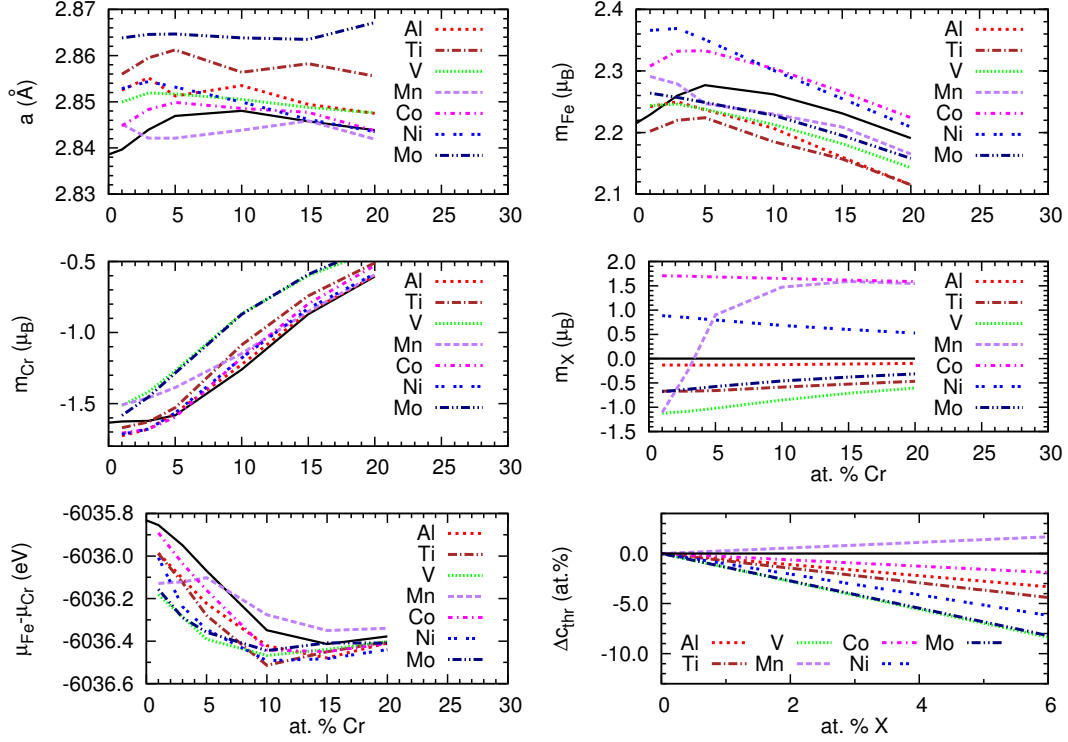 2.87
2.86
2.85
2.84
2.83
a (Å)
0 5 10 15 20 25 30
Al
Ti
V
Mn
Co
Ni
Mo
2.4
2.3
2.2
2.1
m_Fe (μ_B)
0 5 10 15 20 25 30
Al
Ti
V
Mn
Co
Ni
Mo
-0.5
-1.0
-1.5
m_Cr (μ_B)
0 5 10 15 20 25 30
Al
Ti
V
Mn
Co
Ni
Mo
2.0
1.5
1.0
0.5
0.0
-0.5
-1.0
-1.5
m_X (μ_B)
0 5 10 15 20 25 30
at. % Cr
Al
Ti
V
Mn
Co
Ni
Mo
-6035.8
-6036.0
-6036.2
-6036.4
-6036.6
μ_Fe-μ_Cr (eV)
0 5 10 15 20 25 30
at. % Cr
Al
Ti
V
Mn
Co
Ni
Mo
0.0
-5.0
-10.0
Δc_thr (at.%)
0 2 4 6
at. % X
Al V Co Mo
Ti Mn Ni